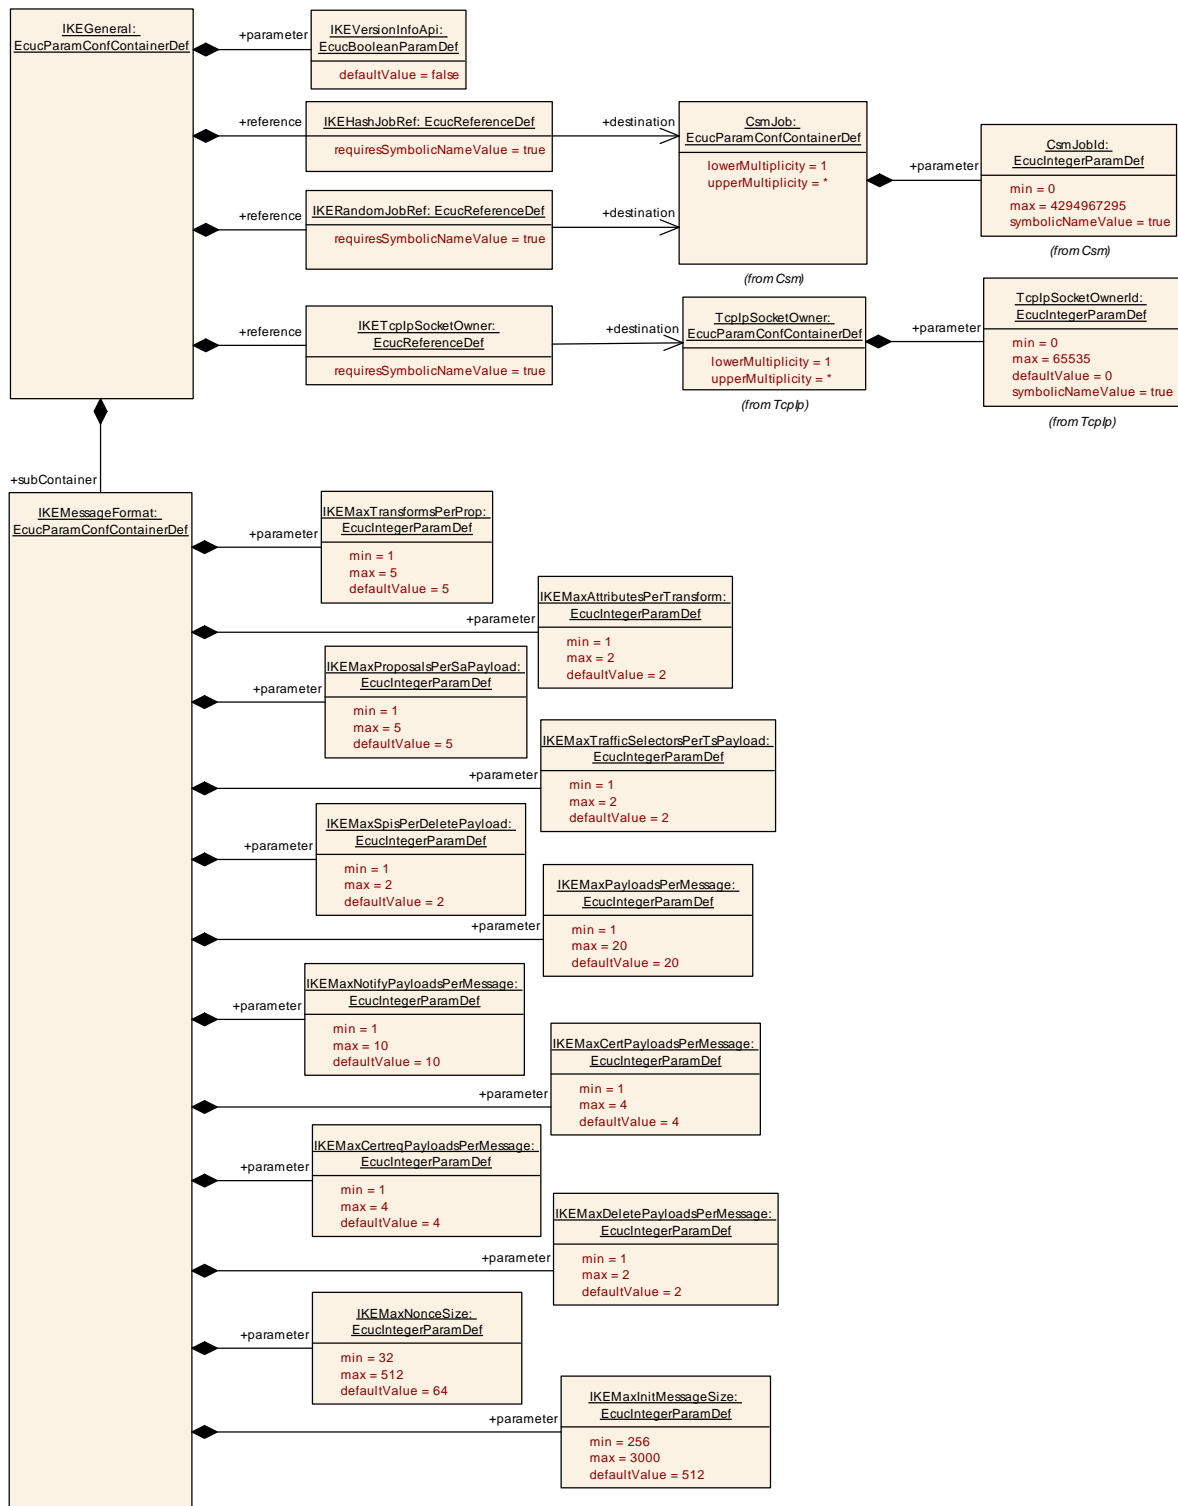 IKEGeneral:
EcucParamConfContainerDef
+parameter
IKEVersionInfoApi:
EcucBooleanParamDef
defaultValue = false
+reference
IKEHashJobRef: EcucReferenceDef
requiresSymbolicNameValue = true
+destination
CsmJob:
EcucParamConfContainerDef
lowerMultiplicity = 1
upperMultiplicity = *
+parameter
CsmJobId:
EcucIntegerParamDef
min = 0
max = 4294967295
symbolicNameValue = true
(from Csm)
+reference
IKERandomJobRef: EcucReferenceDef
requiresSymbolicNameValue = true
+destination
(from Csm)
+reference
IKETcpIpSocketOwner:
EcucReferenceDef
requiresSymbolicNameValue = true
+destination
TcpIpSocketOwner:
EcucParamConfContainerDef
lowerMultiplicity = 1
upperMultiplicity = *
(from TcpIp)
+parameter
TcpIpSocketOwnerId:
EcucIntegerParamDef
min = 0
max = 65535
defaultValue = 0
symbolicNameValue = true
(from TcpIp)
+subContainer
IKEMessageFormat:
EcucParamConfContainerDef
+parameter
IKEMaxTransformsPerProp:
EcucIntegerParamDef
min = 1
max = 5
defaultValue = 5
+parameter
IKEMaxAttributesPerTransform:
EcucIntegerParamDef
min = 1
max = 2
defaultValue = 2
+parameter
IKEMaxProposalsPerSaPayload:
EcucIntegerParamDef
min = 1
max = 5
defaultValue = 5
+parameter
IKEMaxTrafficSelectorsPerTsPayload:
EcucIntegerParamDef
min = 1
max = 2
defaultValue = 2
+parameter
IKEMaxSpisPerDeletePayload:
EcucIntegerParamDef
min = 1
max = 2
defaultValue = 2
+parameter
IKEMaxPayloadsPerMessage:
EcucIntegerParamDef
min = 1
max = 20
defaultValue = 20
+parameter
IKEMaxNotifyPayloadsPerMessage:
EcucIntegerParamDef
min = 1
max = 10
defaultValue = 10
+parameter
IKEMaxCertPayloadsPerMessage:
EcucIntegerParamDef
min = 1
max = 4
defaultValue = 4
+parameter
IKEMaxCertreqPayloadsPerMessage:
EcucIntegerParamDef
min = 1
max = 4
defaultValue = 4
+parameter
IKEMaxDeletePayloadsPerMessage:
EcucIntegerParamDef
min = 1
max = 2
defaultValue = 2
+parameter
IKEMaxNonceSize:
EcucIntegerParamDef
min = 32
max = 512
defaultValue = 64
+parameter
IKEMaxInitMessageSize:
EcucIntegerParamDef
min = 256
max = 3000
defaultValue = 512